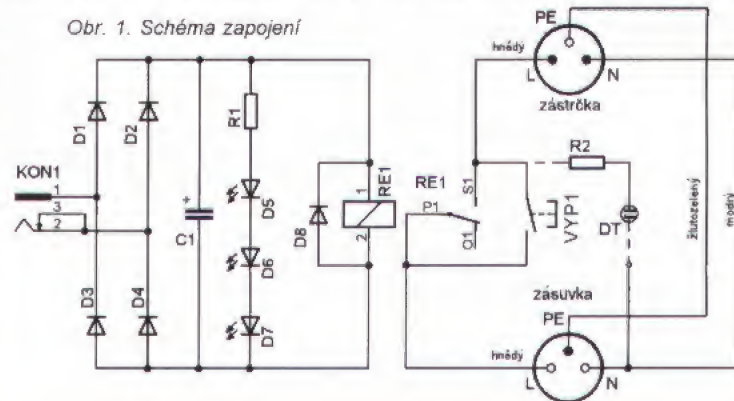 Obr. 1. Schéma zapojení
KON1
1
3
2
D1
D2
D3
D4
+
C1
R1
D5
D6
D7
D8
1
RE1
2
PE
hnědý
L
N
zástrčka
RE1
P1
S1
O1
VYP1
R2
DT
žlutozelený
modrý
zásuvka
PE
hnědý
L
N